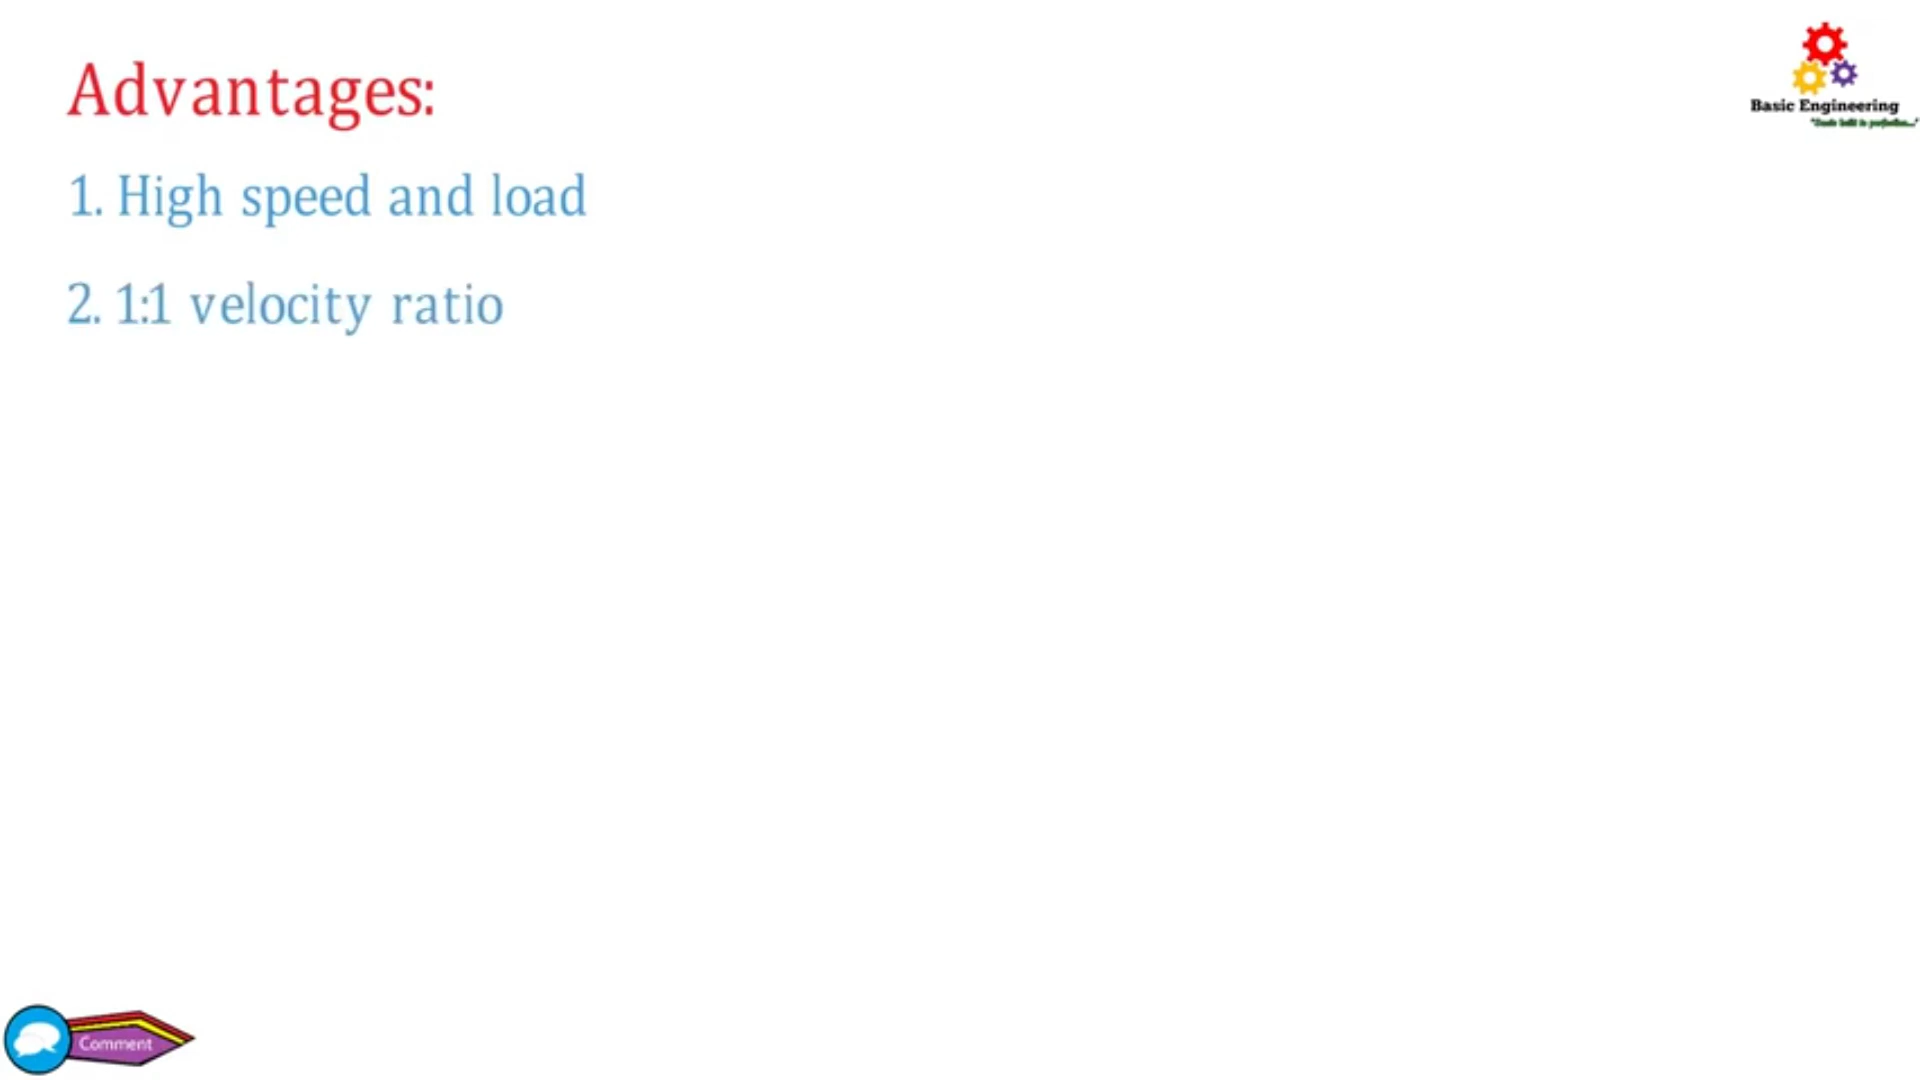 Advantages:
1. High speed and load
2. 1:1 velocity ratio
Basic Engineering
Comment